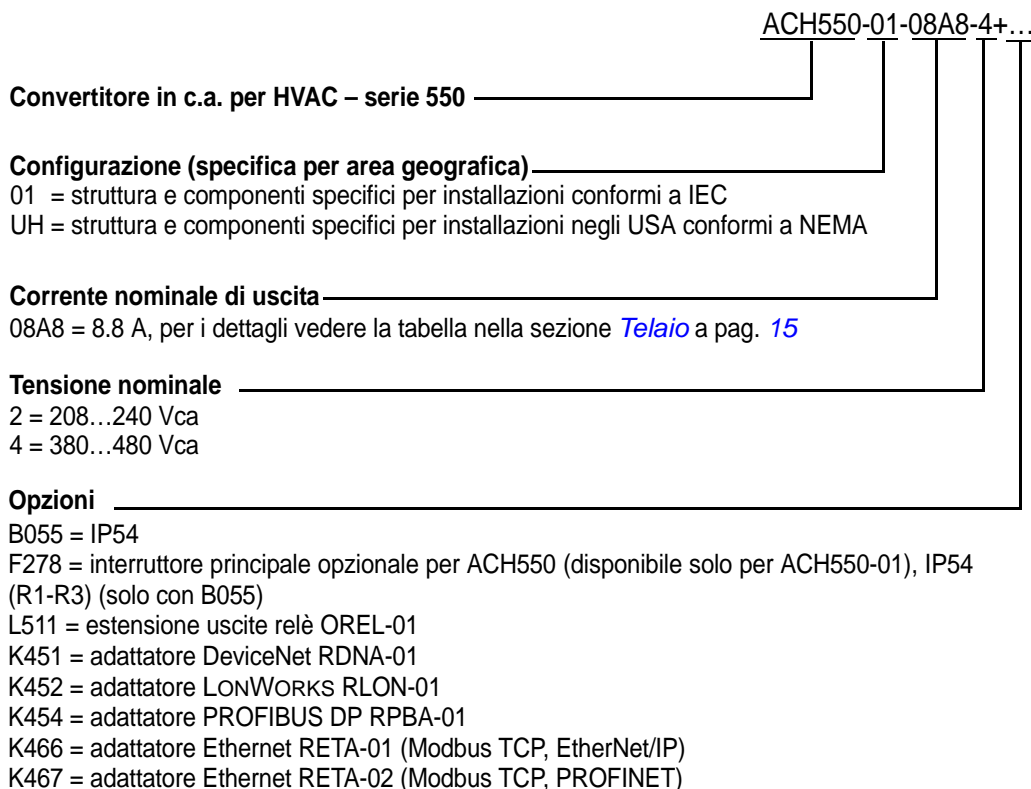 ACH550-01-08A8-4+…
Convertitore in c.a. per HVAC – serie 550
Configurazione (specifica per area geografica)
01 = struttura e componenti specifici per installazioni conformi a IEC
UH = struttura e componenti specifici per installazioni negli USA conformi a NEMA
Corrente nominale di uscita
08A8 = 8.8 A, per i dettagli vedere la tabella nella sezione Telaio a pag. 15
Tensione nominale
2 = 208…240 Vca
4 = 380…480 Vca
Opzioni
B055 = IP54
F278 = interruttore principale opzionale per ACH550 (disponibile solo per ACH550-01), IP54
(R1-R3) (solo con B055)
L511 = estensione uscite relè OREL-01
K451 = adattatore DeviceNet RDNA-01
K452 = adattatore LONWORKS RLON-01
K454 = adattatore PROFIBUS DP RPBA-01
K466 = adattatore Ethernet RETA-01 (Modbus TCP, EtherNet/IP)
K467 = adattatore Ethernet RETA-02 (Modbus TCP, PROFINET)